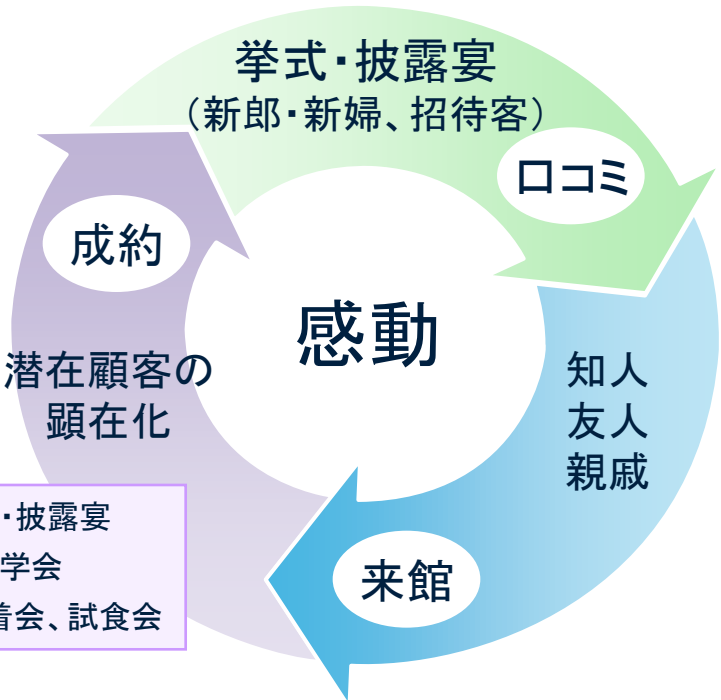 挙式・披露宴
（新郎・新婦、招待客）
口コミ
成約
感動
潜在顧客の
顕在化
知人
友人
親戚
来館
・披露宴
学会
着会、試食会